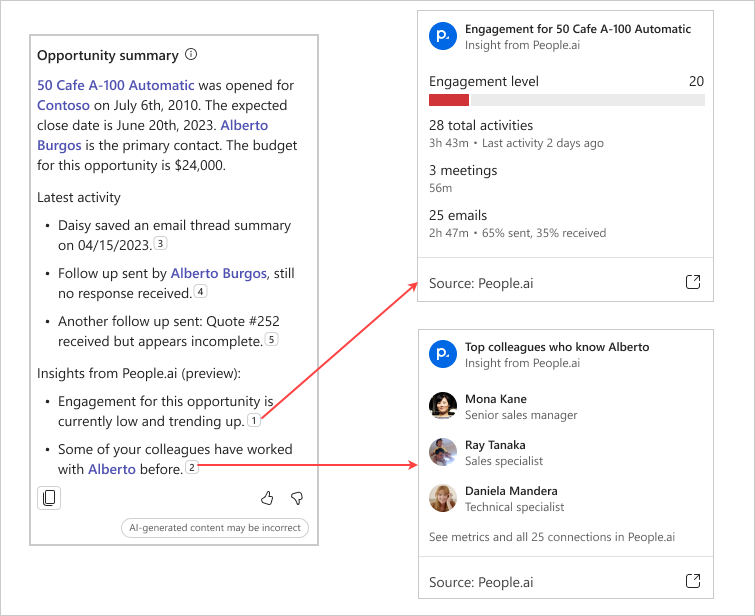 Opportunity summary
50 Cafe A-100 Automatic was opened for
Contoso on July 6th, 2010. The expected
close date is June 20th, 2023. Alberto
Burgos is the primary contact. The budget
for this opportunity is $24,000.
Latest activity
• Daisy saved an email thread summary
on 04/15/2023. 3
• Follow up sent by Alberto Burgos, still
no response received. 4
• Another follow up sent: Quote #252
received but appears incomplete. 5
Insights from People.ai (preview):
• Engagement for this opportunity is
currently low and trending up. 1
• Some of your colleagues have worked
with Alberto before. 2
AI-generated content may be incorrect
p.
Engagement for 50 Cafe A-100 Automatic
Insight from People.ai
Engagement level 20
28 total activities
3h 43m • Last activity 2 days ago
3 meetings
56m
25 emails
2h 47m • 65% sent, 35% received
Source: People.ai
p.
Top colleagues who know Alberto
Insight from People.ai
Mona Kane
Senior sales manager
Ray Tanaka
Sales specialist
Daniela Mandera
Technical specialist
See metrics and all 25 connections in People.ai
Source: People.ai